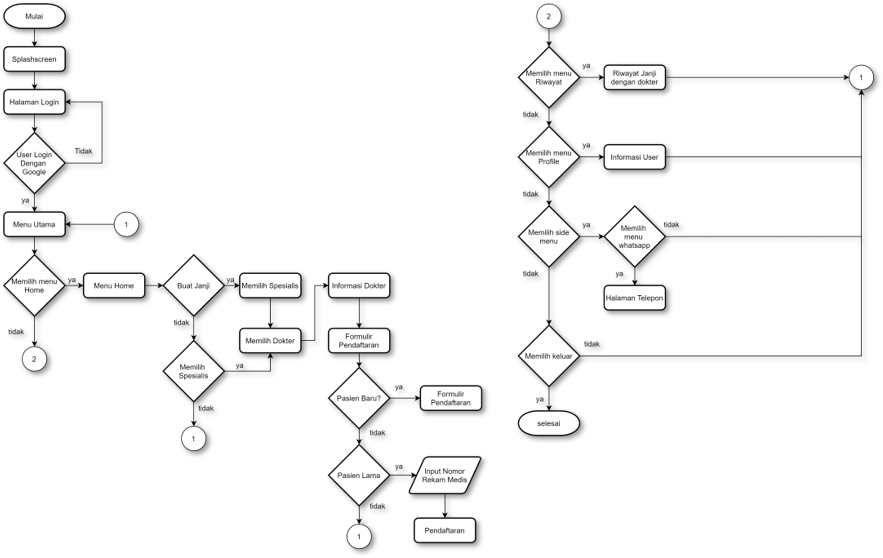 Mulai
Splashscreen
Halaman Login
User Login
Dengan
Google
Tidak
ya
Menu Utama
1
Memilih menu
Home
ya
tidak
2
Menu Home
Buat Janji
ya
tidak
Memilih Spesialis
Memilih
Spesialis
ya
tidak
1
Memilih Dokter
Informasi Dokter
Formulir
Pendaftaran
Pasien Baru?
ya
tidak
Formulir
Pendaftaran
Pasien Lama
ya
tidak
1
Input Nomor
Rekam Medis
Pendaftaran
2
Memilih menu
Riwayat
ya
tidak
Riwayat Janji
dengan dokter
1
Memilih menu
Profile
ya
tidak
Informasi User
Memilih side
menu
ya
tidak
Memilih
menu
whatsapp
tidak
ya
Halaman Telepon
Memilih keluar
tidak
ya
selesai